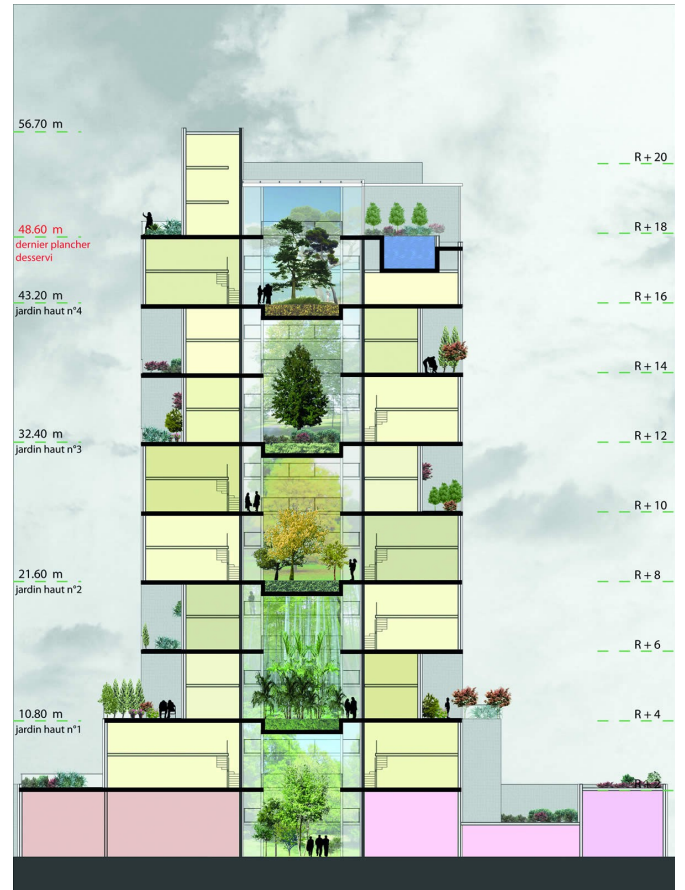 56.70 m
R + 20
48.60 m
dernier plancher
desservi
R + 18
43.20 m
jardin haut n°4
R + 16
R + 14
32.40 m
jardin haut n°3
R + 12
R + 10
21.60 m
jardin haut n°2
R + 8
R + 6
10.80 m
jardin haut n°1
R + 4